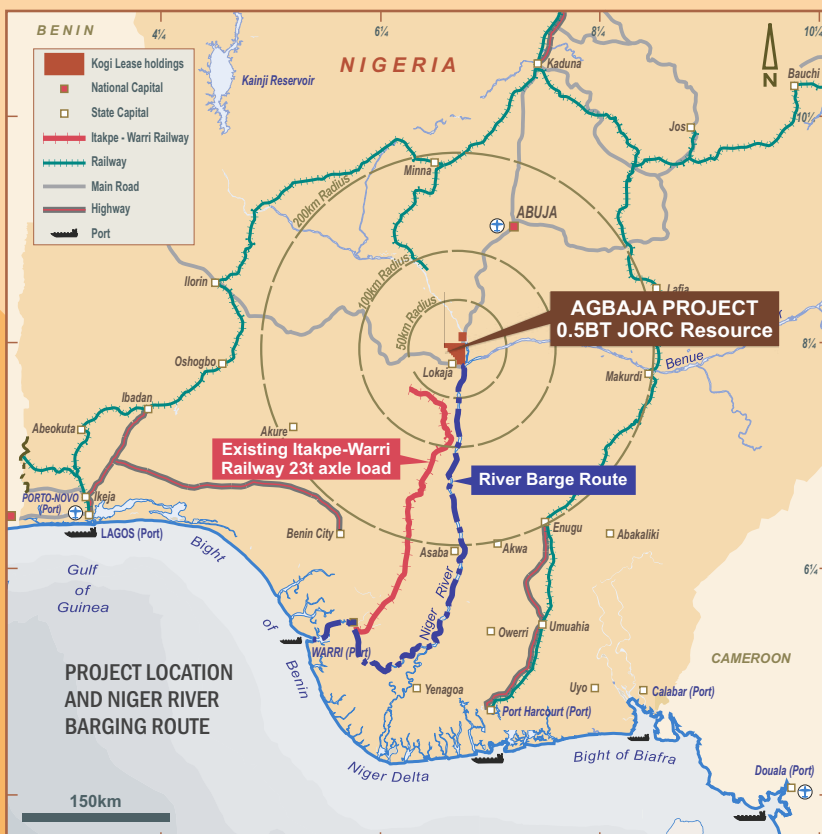 BENIN
4¼
6¼
8¼
10¼
Kogi Lease holdings
National Capital
State Capital
Itakpe - Warri Railway
Railway
Main Road
Highway
Port
Kainji Reservoir
NIGERIA
Kaduna
N
Bauchi
10¼
Jos
Minna
200km Radius
ABUJA
100km Radius
Ilorin
50km Radius
Lafia
AGBAJA PROJECT
0.5BT JORC Resource
8¼
Oshogbo
Lokaja
Benue
Makurdi
Ibadan
Abeokuta
Akure
Existing Itakpe-Warri
Railway 23t axle load
River Barge Route
PORTO-NOVO
(Port)
Ikeja
LAGOS (Port)
Benin City
Enugu
Abakaliki
Asaba
Akwa
Bight
of
Benin
Gulf
of
Guinea
6¼
Niger River
WARRI (Port)
Owerri
Umuahia
CAMEROON
PROJECT LOCATION
AND NIGER RIVER
BARGING ROUTE
Yenagoa
Uyo
Calabar (Port)
Port Harcourt (Port)
Niger Delta
Bight of Biafra
Douala (Port)
150km